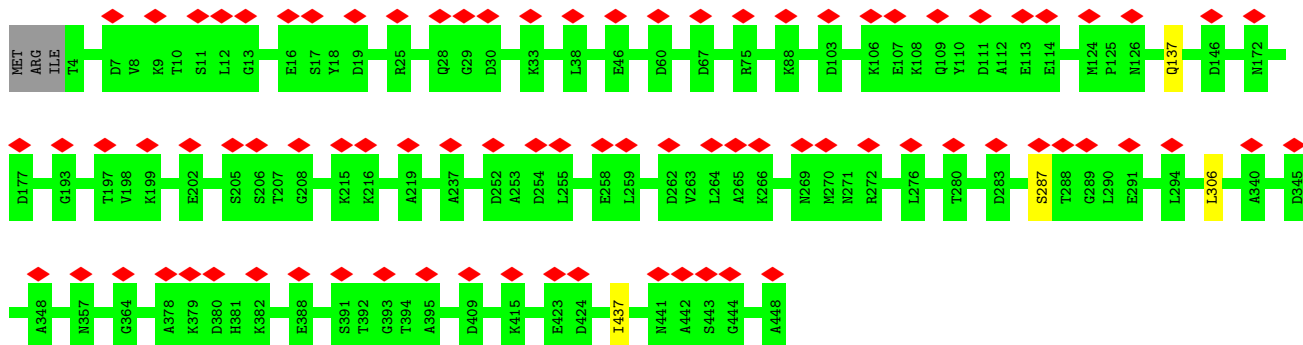 MET ARG ILE T4 D7 V8 K9 T10 S11 L12 G13 E16 S17 Y18 D19 R25 Q28 G29 D30 K33 L38 E46 D60 D67 R75 K88 D103 K106 E107 K108 Q109 Y110 D111 A112 E113 E114 M124 P125 N126 Q137 D146 N172
D177 G193 T197 V198 K199 E202 S205 S206 T207 G208 K215 K216 A219 A237 D252 A253 D254 L255 E258 L259 D262 V263 L264 A265 K266 N269 M270 N271 R272 L276 T280 D283 S287 T288 G289 L290 E291 L294 L306 A340 D345
A348 N357 G364 A378 K379 D380 H381 K382 E388 S391 T392 G393 T394 A395 D409 K415 E423 D424 I437 N441 A442 S443 G444 A448